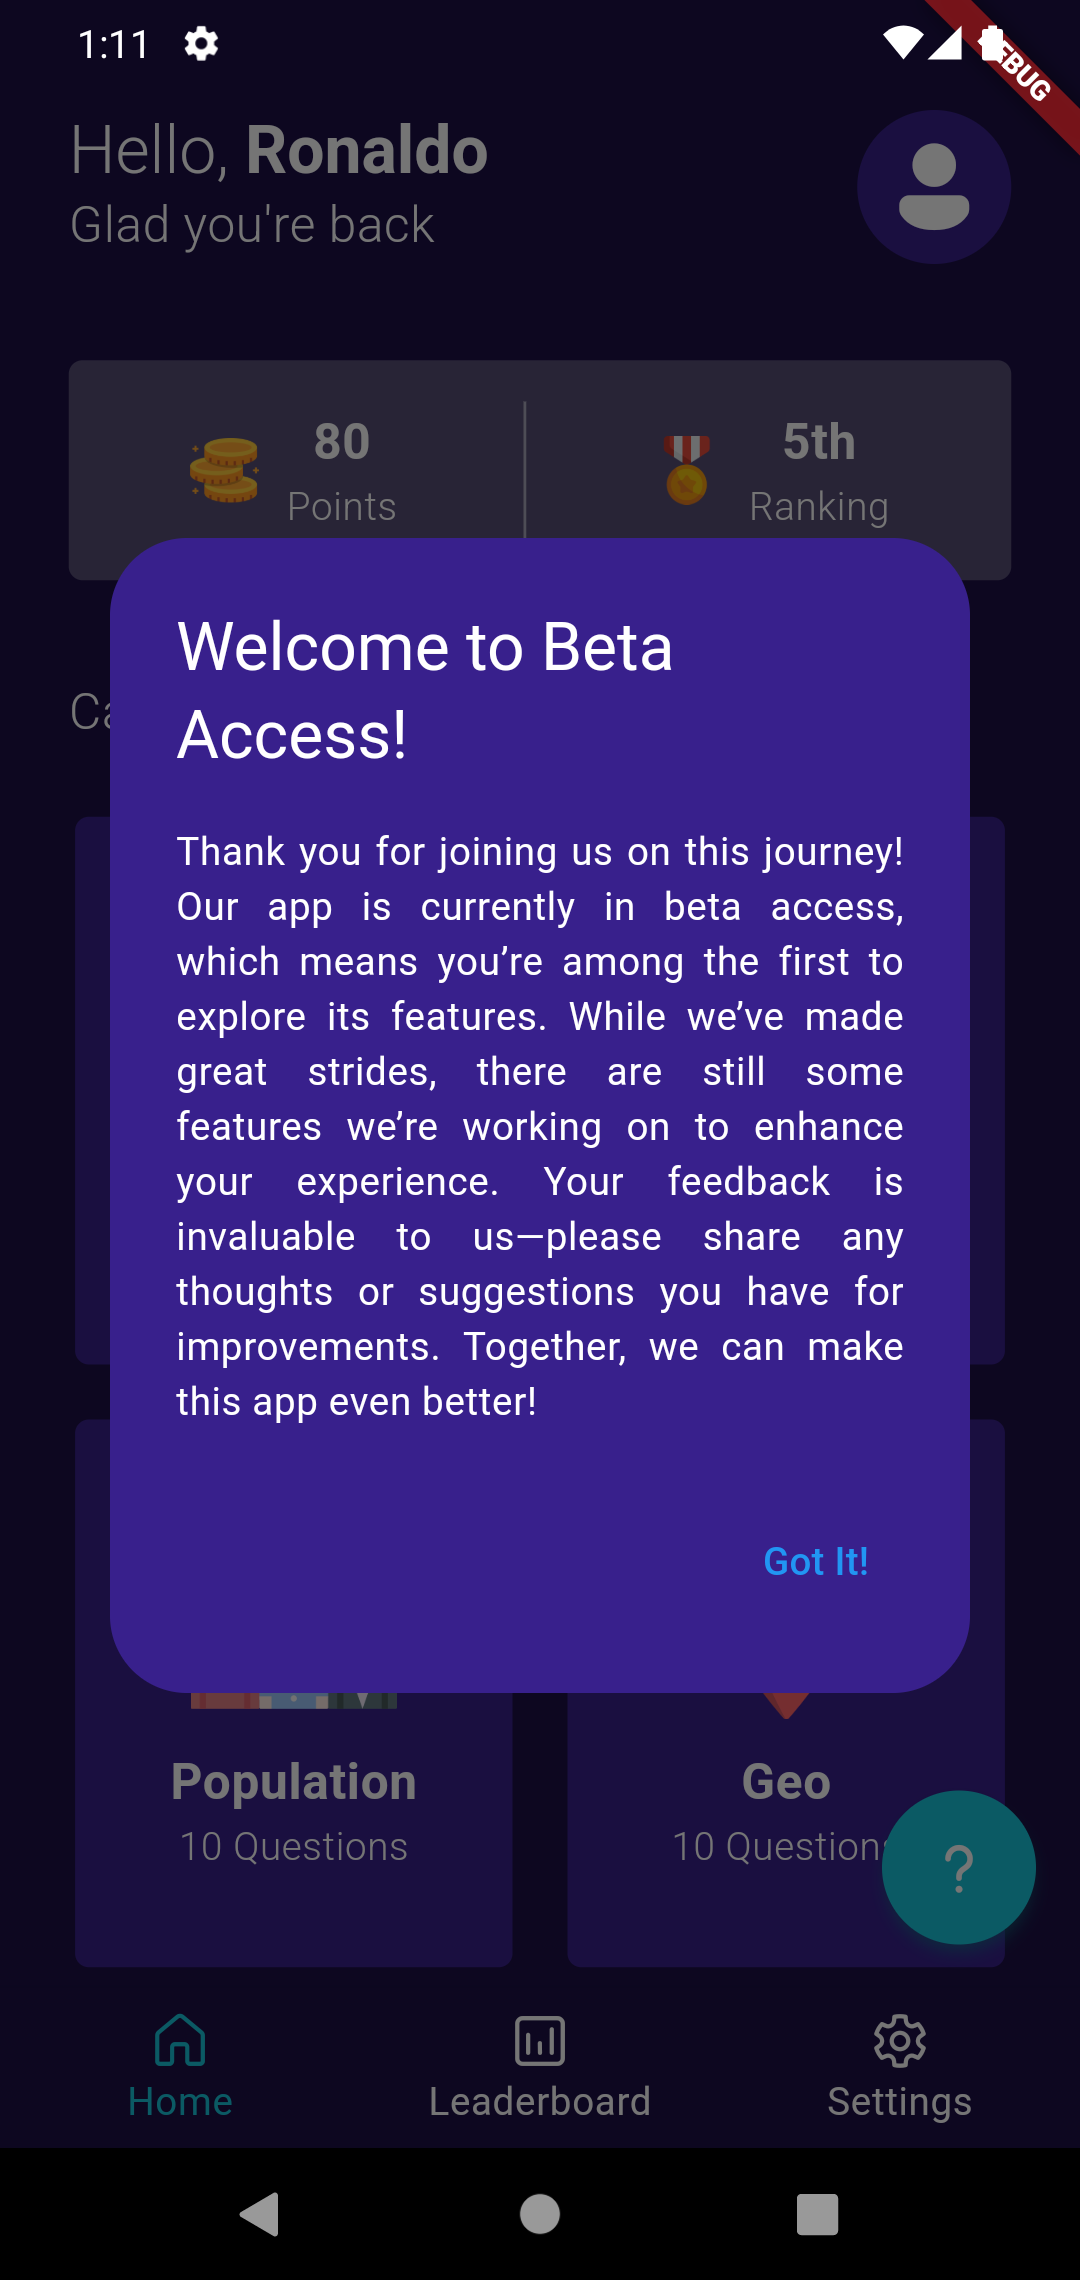 1:11
Hello, Ronaldo
Glad you're back
80
Points
5th
Ranking
Welcome to Beta
Access!
Thank you for joining us on this journey!
Our app is currently in beta access,
which means you’re among the first to
explore its features. While we’ve made
great strides, there are still some
features we’re working on to enhance
your experience. Your feedback is
invaluable to us—please share any
thoughts or suggestions you have for
improvements. Together, we can make
this app even better!
Got It!
Population
10 Questions
Geo
10 Questions
?
Home
Leaderboard
Settings